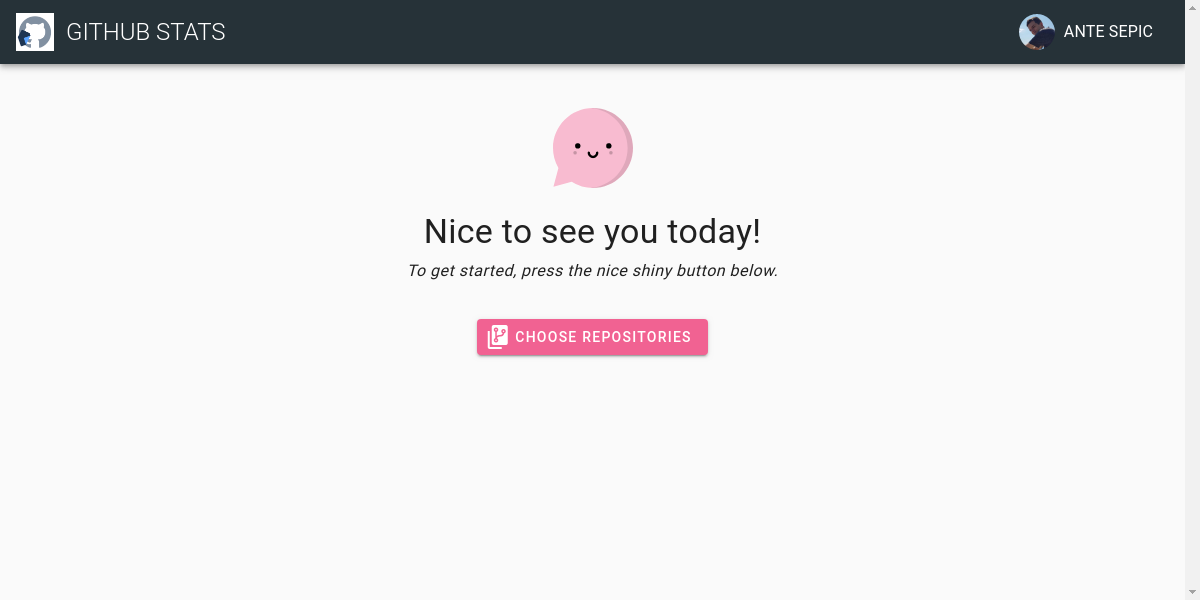 GITHUB STATS
ANTE SEPIC
Nice to see you today!
To get started, press the nice shiny button below.
CHOOSE REPOSITORIES